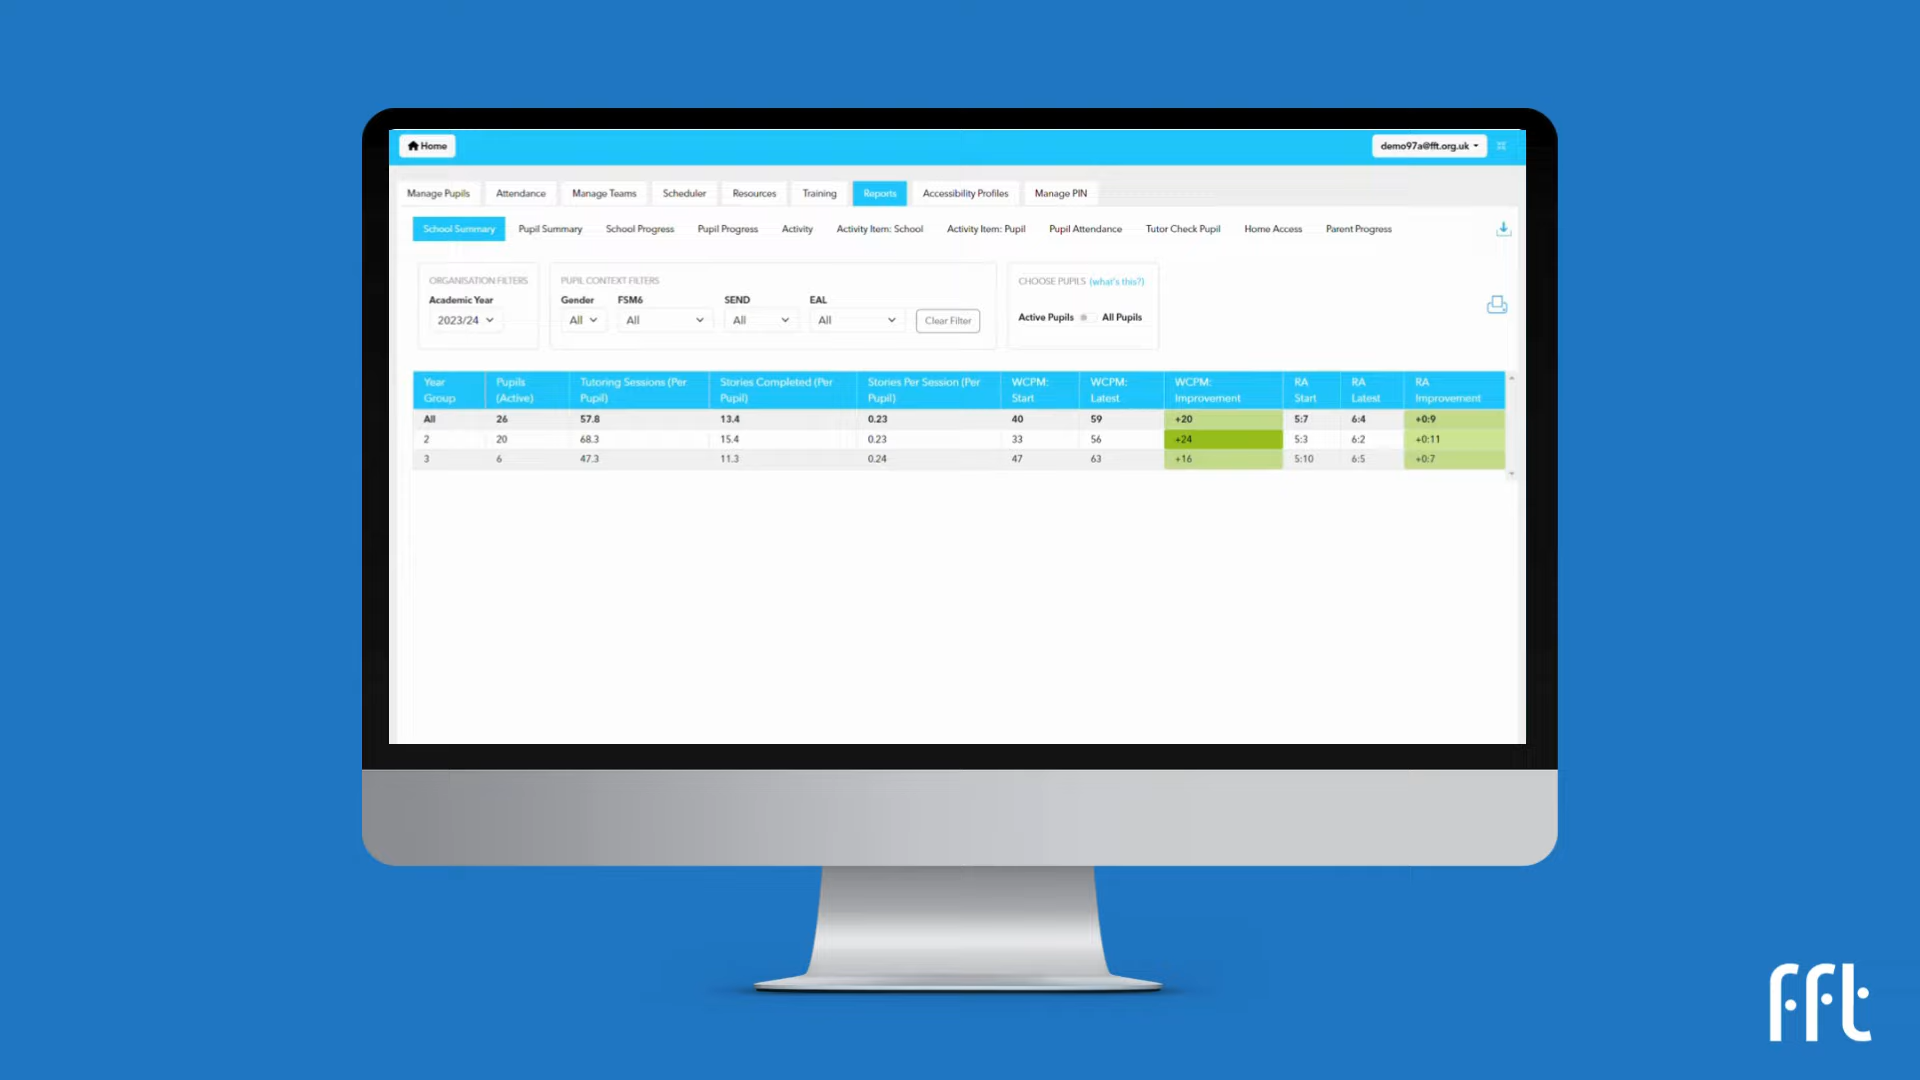 Home
demo97a@fft.org.uk
Manage Pupils Attendance Manage Teams Scheduler Resources Training Reports Accessibility Profiles Manage PIN
School Summary Pupil Summary School Progress Pupil Progress Activity Activity Item: School Activity Item: Pupil Pupil Attendance Tutor Check Pupil Home Access Parent Progress
ORGANISATION FILTERS PUPIL CONTEXT FILTERS CHOOSE PUPILS (what's this?)
Academic Year Gender FSM6 SEND EAL
2023/24 All All All All Clear Filter Active Pupils All Pupils
Year Pupils Tutoring Sessions (Per Stories Completed (Per Stories Per Session (Per WCPM: WCPM: WCPM: RA RA RA
Group (Active) Pupil) Pupil) Pupil) Start Latest Improvement Start Latest Improvement
All 26 57.8 13.4 0.23 40 59 +20 5:7 6:4 +0:9
2 20 68.3 15.4 0.23 33 56 +24 5:3 6:2 +0:11
3 6 47.3 11.3 0.24 47 63 +16 5:10 6:5 +0:7
fft